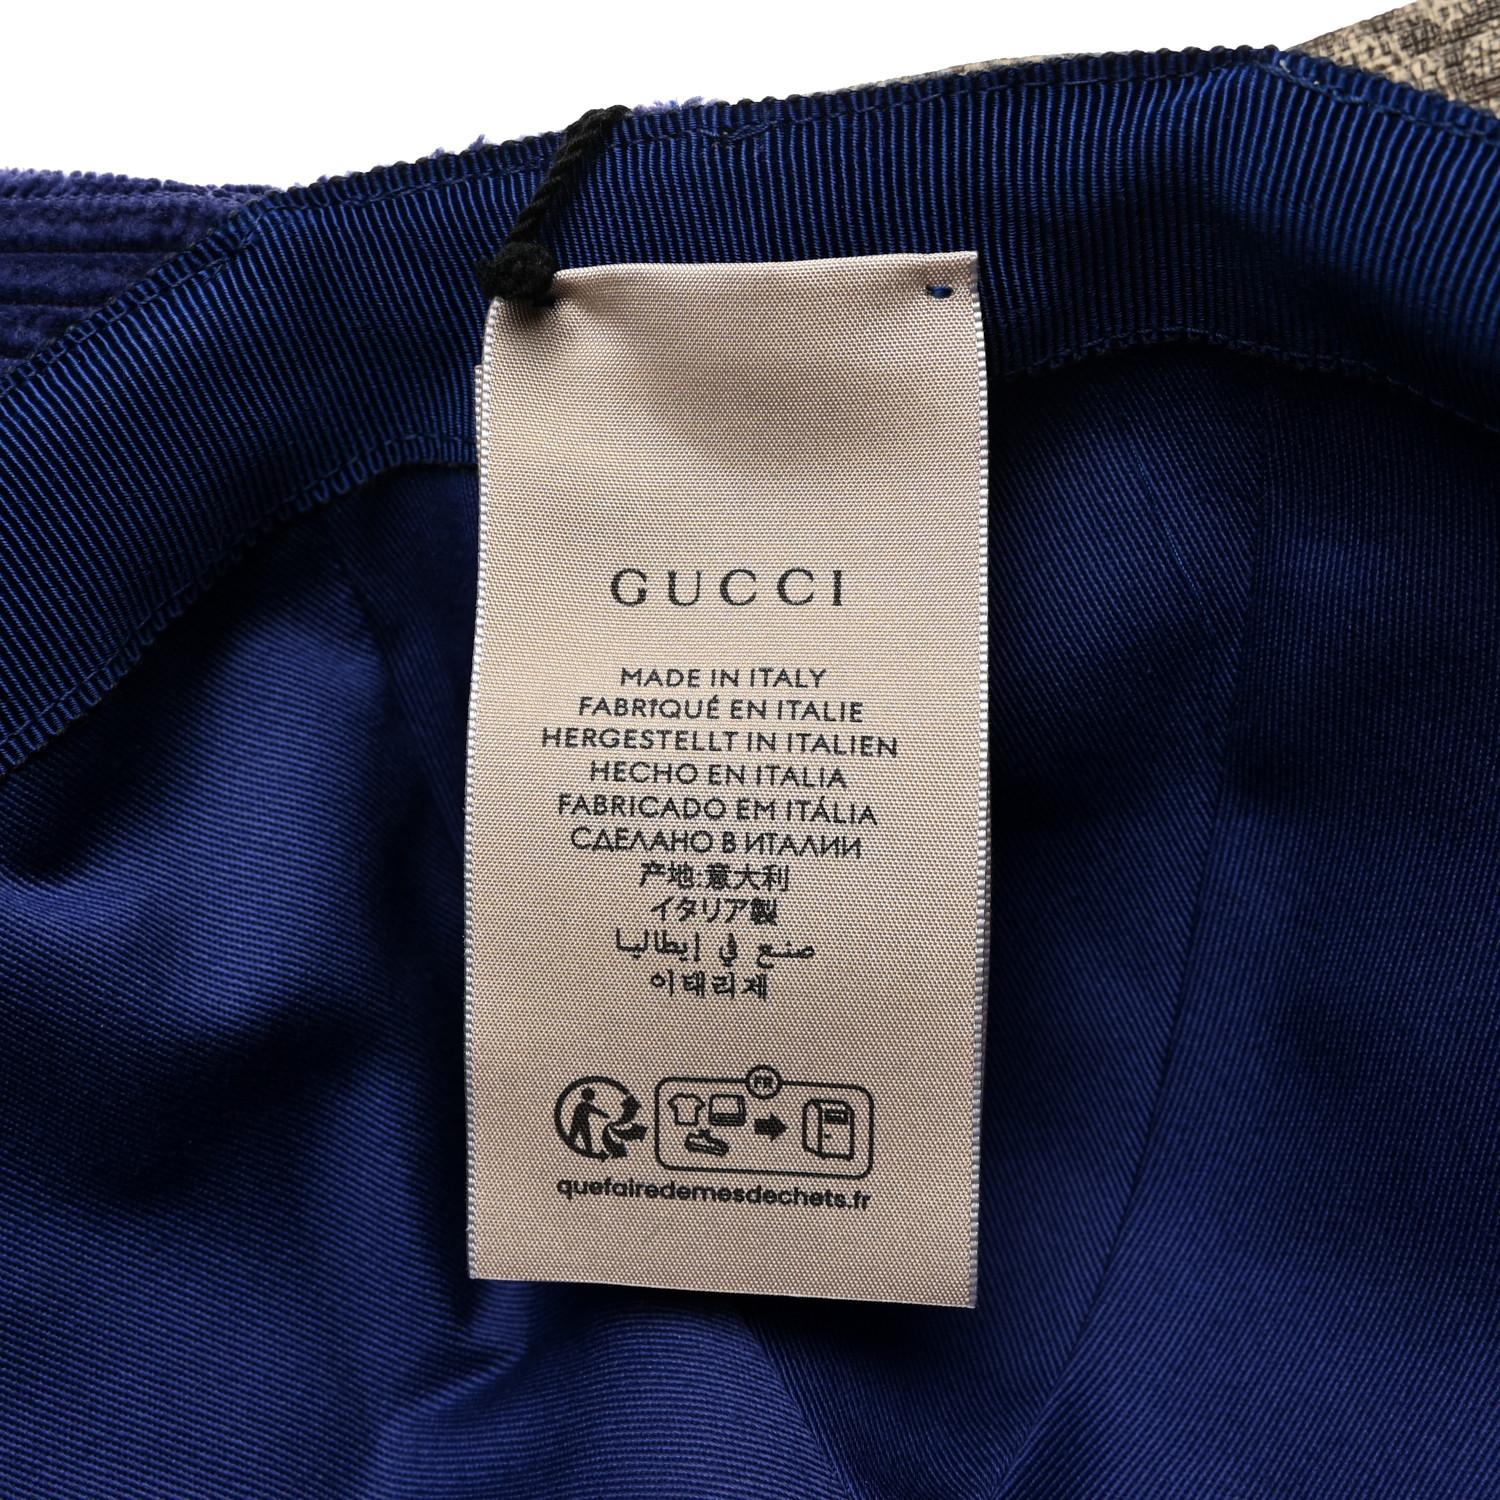 GUCCI
MADE IN ITALY
FABRIQUÉ EN ITALIE
HERGESTELLT IN ITALIEN
HECHO EN ITALIA
FABRICADO EM ITÁLIA
СДЕЛАНО В ИТАЛИИ
产地:意大利
イタリア製
صنع في إيطاليا
이태리제
FR
quefairedemesdechets.fr